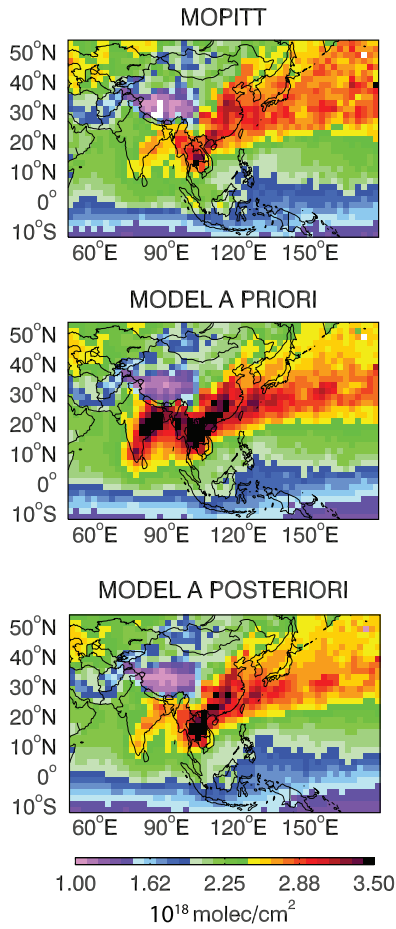 MOPITT
50°N
40°N
30°N
20°N
10°N
0°
10°S
60°E 90°E 120°E 150°E
MODEL A PRIORI
50°N
40°N
30°N
20°N
10°N
0°
10°S
60°E 90°E 120°E 150°E
MODEL A POSTERIORI
50°N
40°N
30°N
20°N
10°N
0°
10°S
60°E 90°E 120°E 150°E
1.00 1.62 2.25 2.88 3.50
10¹⁸ molec/cm²